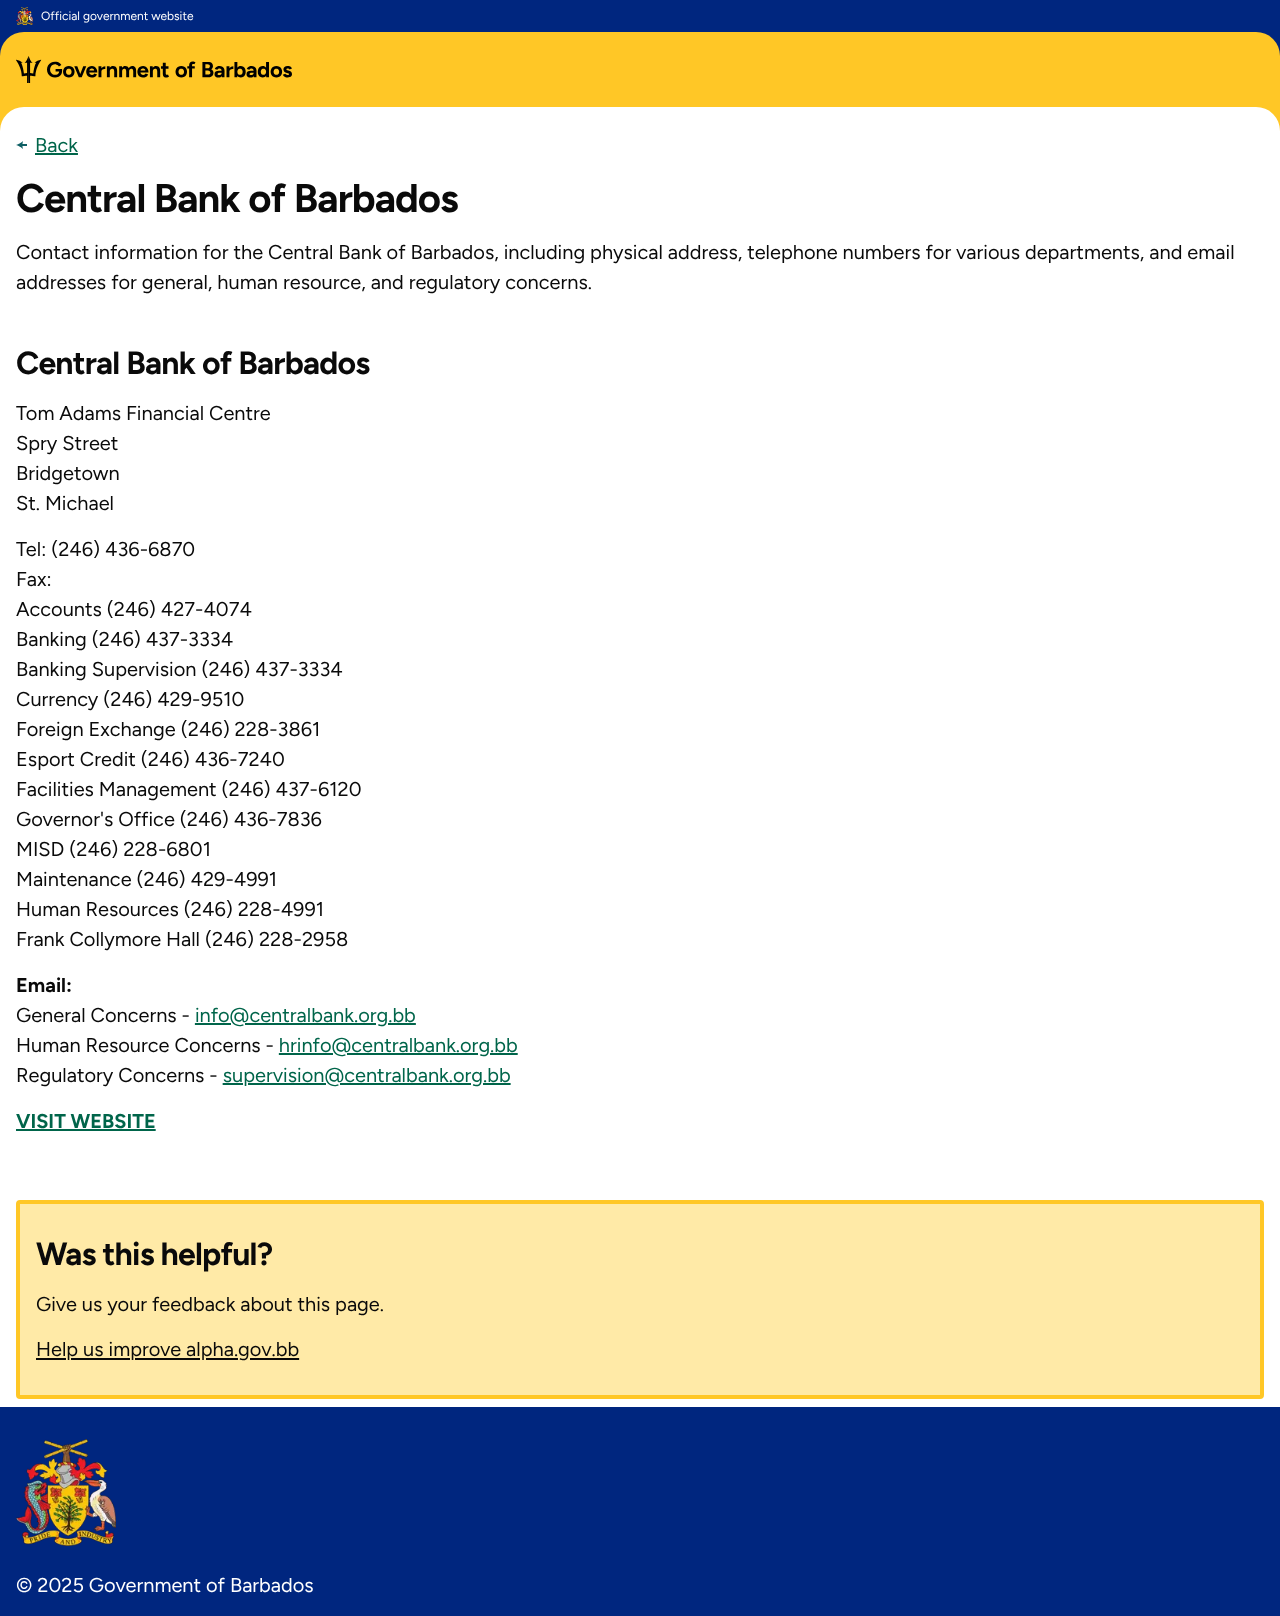 Official government website
Government of Barbados
Back
Central Bank of Barbados
Contact information for the Central Bank of Barbados, including physical address, telephone numbers for various departments, and email
addresses for general, human resource, and regulatory concerns.
Central Bank of Barbados
Tom Adams Financial Centre
Spry Street
Bridgetown
St. Michael
Tel: (246) 436-6870
Fax:
Accounts (246) 427-4074
Banking (246) 437-3334
Banking Supervision (246) 437-3334
Currency (246) 429-9510
Foreign Exchange (246) 228-3861
Esport Credit (246) 436-7240
Facilities Management (246) 437-6120
Governor's Office (246) 436-7836
MISD (246) 228-6801
Maintenance (246) 429-4991
Human Resources (246) 228-4991
Frank Collymore Hall (246) 228-2958
Email:
General Concerns - info@centralbank.org.bb
Human Resource Concerns - hrinfo@centralbank.org.bb
Regulatory Concerns - supervision@centralbank.org.bb
VISIT WEBSITE
Was this helpful?
Give us your feedback about this page.
Help us improve alpha.gov.bb
PRIDE AND INDUSTRY
© 2025 Government of Barbados